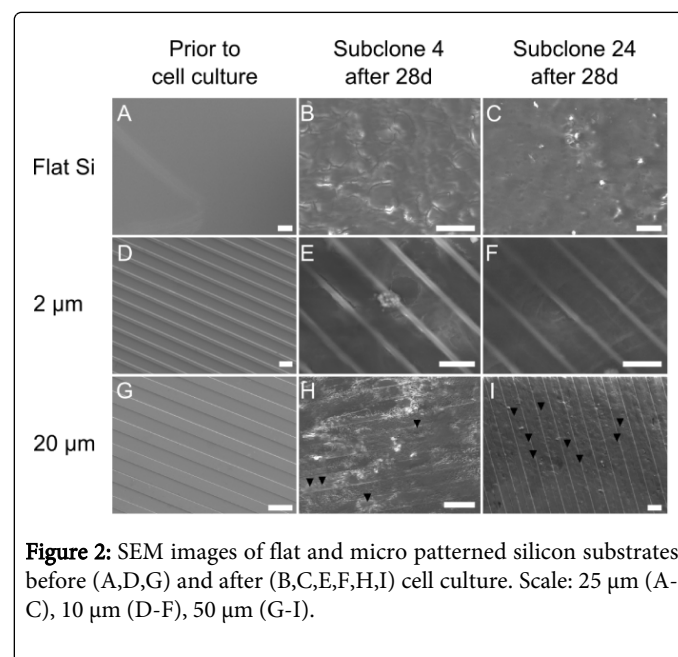 Prior to Subclone 4 Subclone 24
cell culture after 28d after 28d
Flat Si
A B C
2 µm
D E F
20 µm
G H I
Figure 2: SEM images of flat and micro patterned silicon substrates
before (A,D,G) and after (B,C,E,F,H,I) cell culture. Scale: 25 µm (A-
C), 10 µm (D-F), 50 µm (G-I).